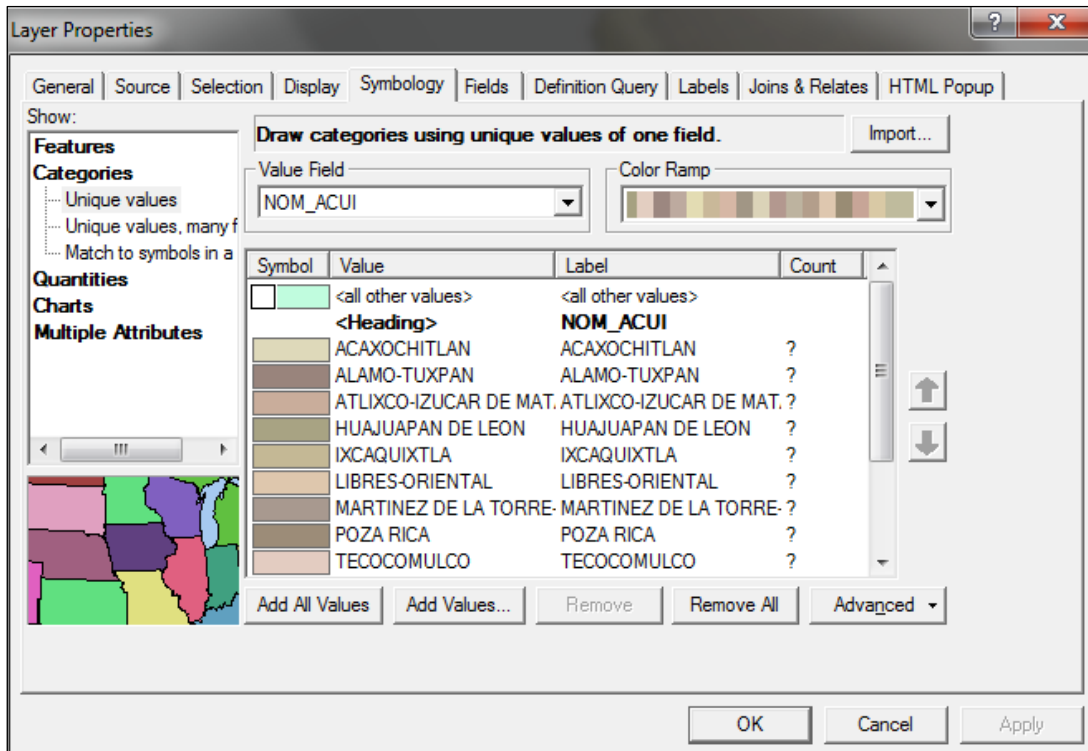 Layer Properties
General Source Selection Display Symbology Fields Definition Query Labels Joins & Relates HTML Popup
Show:
Features
Categories
Unique values
Unique values, many f
Match to symbols in a
Quantities
Charts
Multiple Attributes
Draw categories using unique values of one field.
Import...
Value Field
NOM_ACUI
Color Ramp
Symbol Value Label Count
<all other values> <all other values>
<Heading> NOM_ACUI
ACAXOCHITLAN ACAXOCHITLAN ?
ALAMO-TUXPAN ALAMO-TUXPAN ?
ATLIXCO-IZUCAR DE MAT. ATLIXCO-IZUCAR DE MAT. ?
HUAJUAPAN DE LEON HUAJUAPAN DE LEON ?
IXCAQUIXTLA IXCAQUIXTLA ?
LIBRES-ORIENTAL LIBRES-ORIENTAL ?
MARTINEZ DE LA TORRE- MARTINEZ DE LA TORRE- ?
POZA RICA POZA RICA ?
TECOCOMULCO TECOCOMULCO ?
Add All Values Add Values... Remove Remove All Advanced
OK Cancel Apply